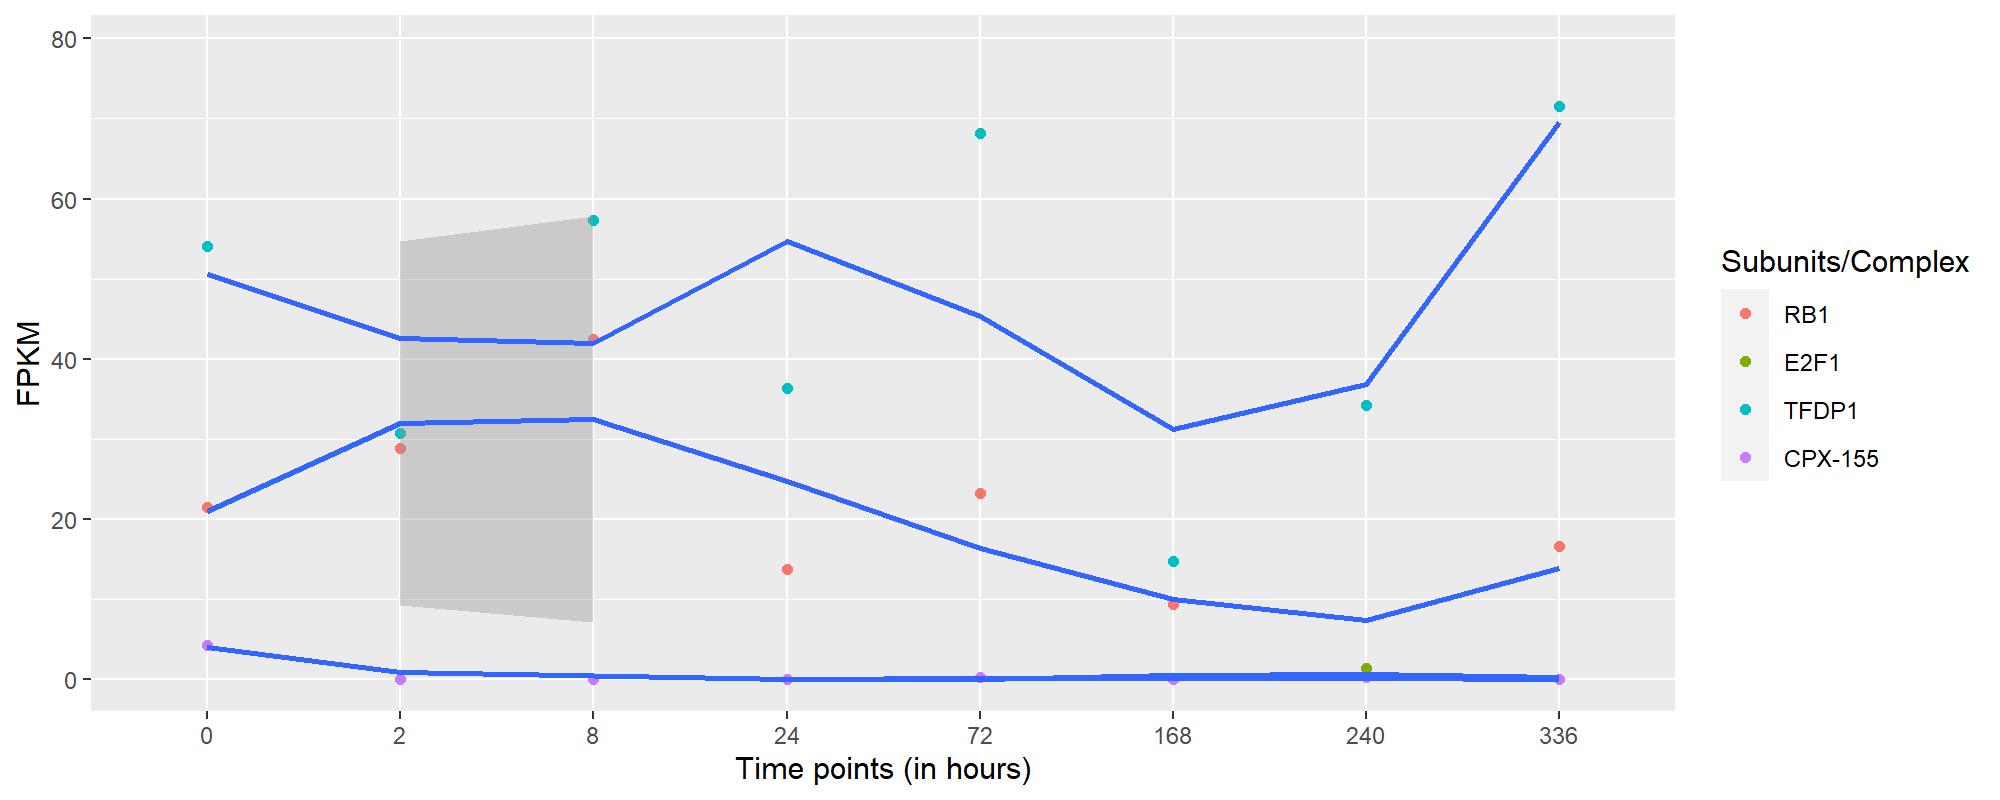 80
60
40
20
0
FPKM
0 2 8 24 72 168 240 336
Time points (in hours)
Subunits/Complex
RB1
E2F1
TFDP1
CPX-155